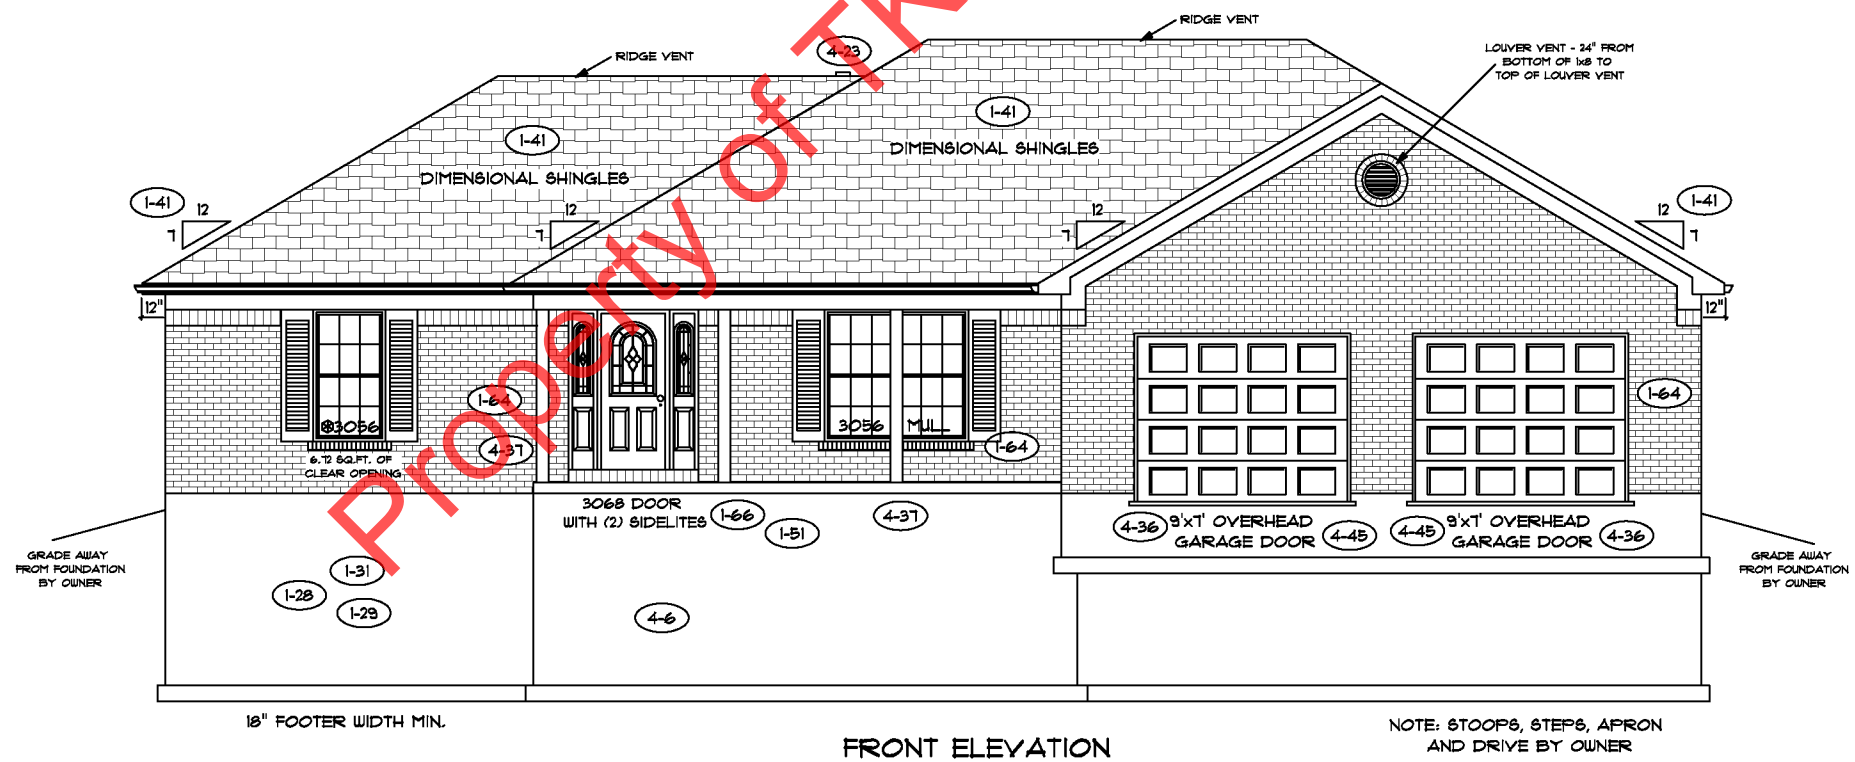 RIDGE VENT
4-23
RIDGE VENT
LOUVER VENT - 24" FROM
BOTTOM OF 1x8 TO
TOP OF LOUVER VENT
1-41
DIMENSIONAL SHINGLES
1-41
DIMENSIONAL SHINGLES
1-41
12
7
12
7
12
7
1-41
12
7
12"
12"
Property of TK
1-64
4-37
⊛3056
6.72 SQ.FT. OF
CLEAR OPENING
3056 MULL
1-64
1-64
3068 DOOR
WITH (2) SIDELITES
1-66
1-51
4-37
4-36
9'x7' OVERHEAD
GARAGE DOOR
4-45
4-45
9'x7' OVERHEAD
GARAGE DOOR
4-36
GRADE AWAY
FROM FOUNDATION
BY OWNER
1-31
1-28
1-29
4-6
GRADE AWAY
FROM FOUNDATION
BY OWNER
18" FOOTER WIDTH MIN.
FRONT ELEVATION
NOTE: STOOPS, STEPS, APRON
AND DRIVE BY OWNER